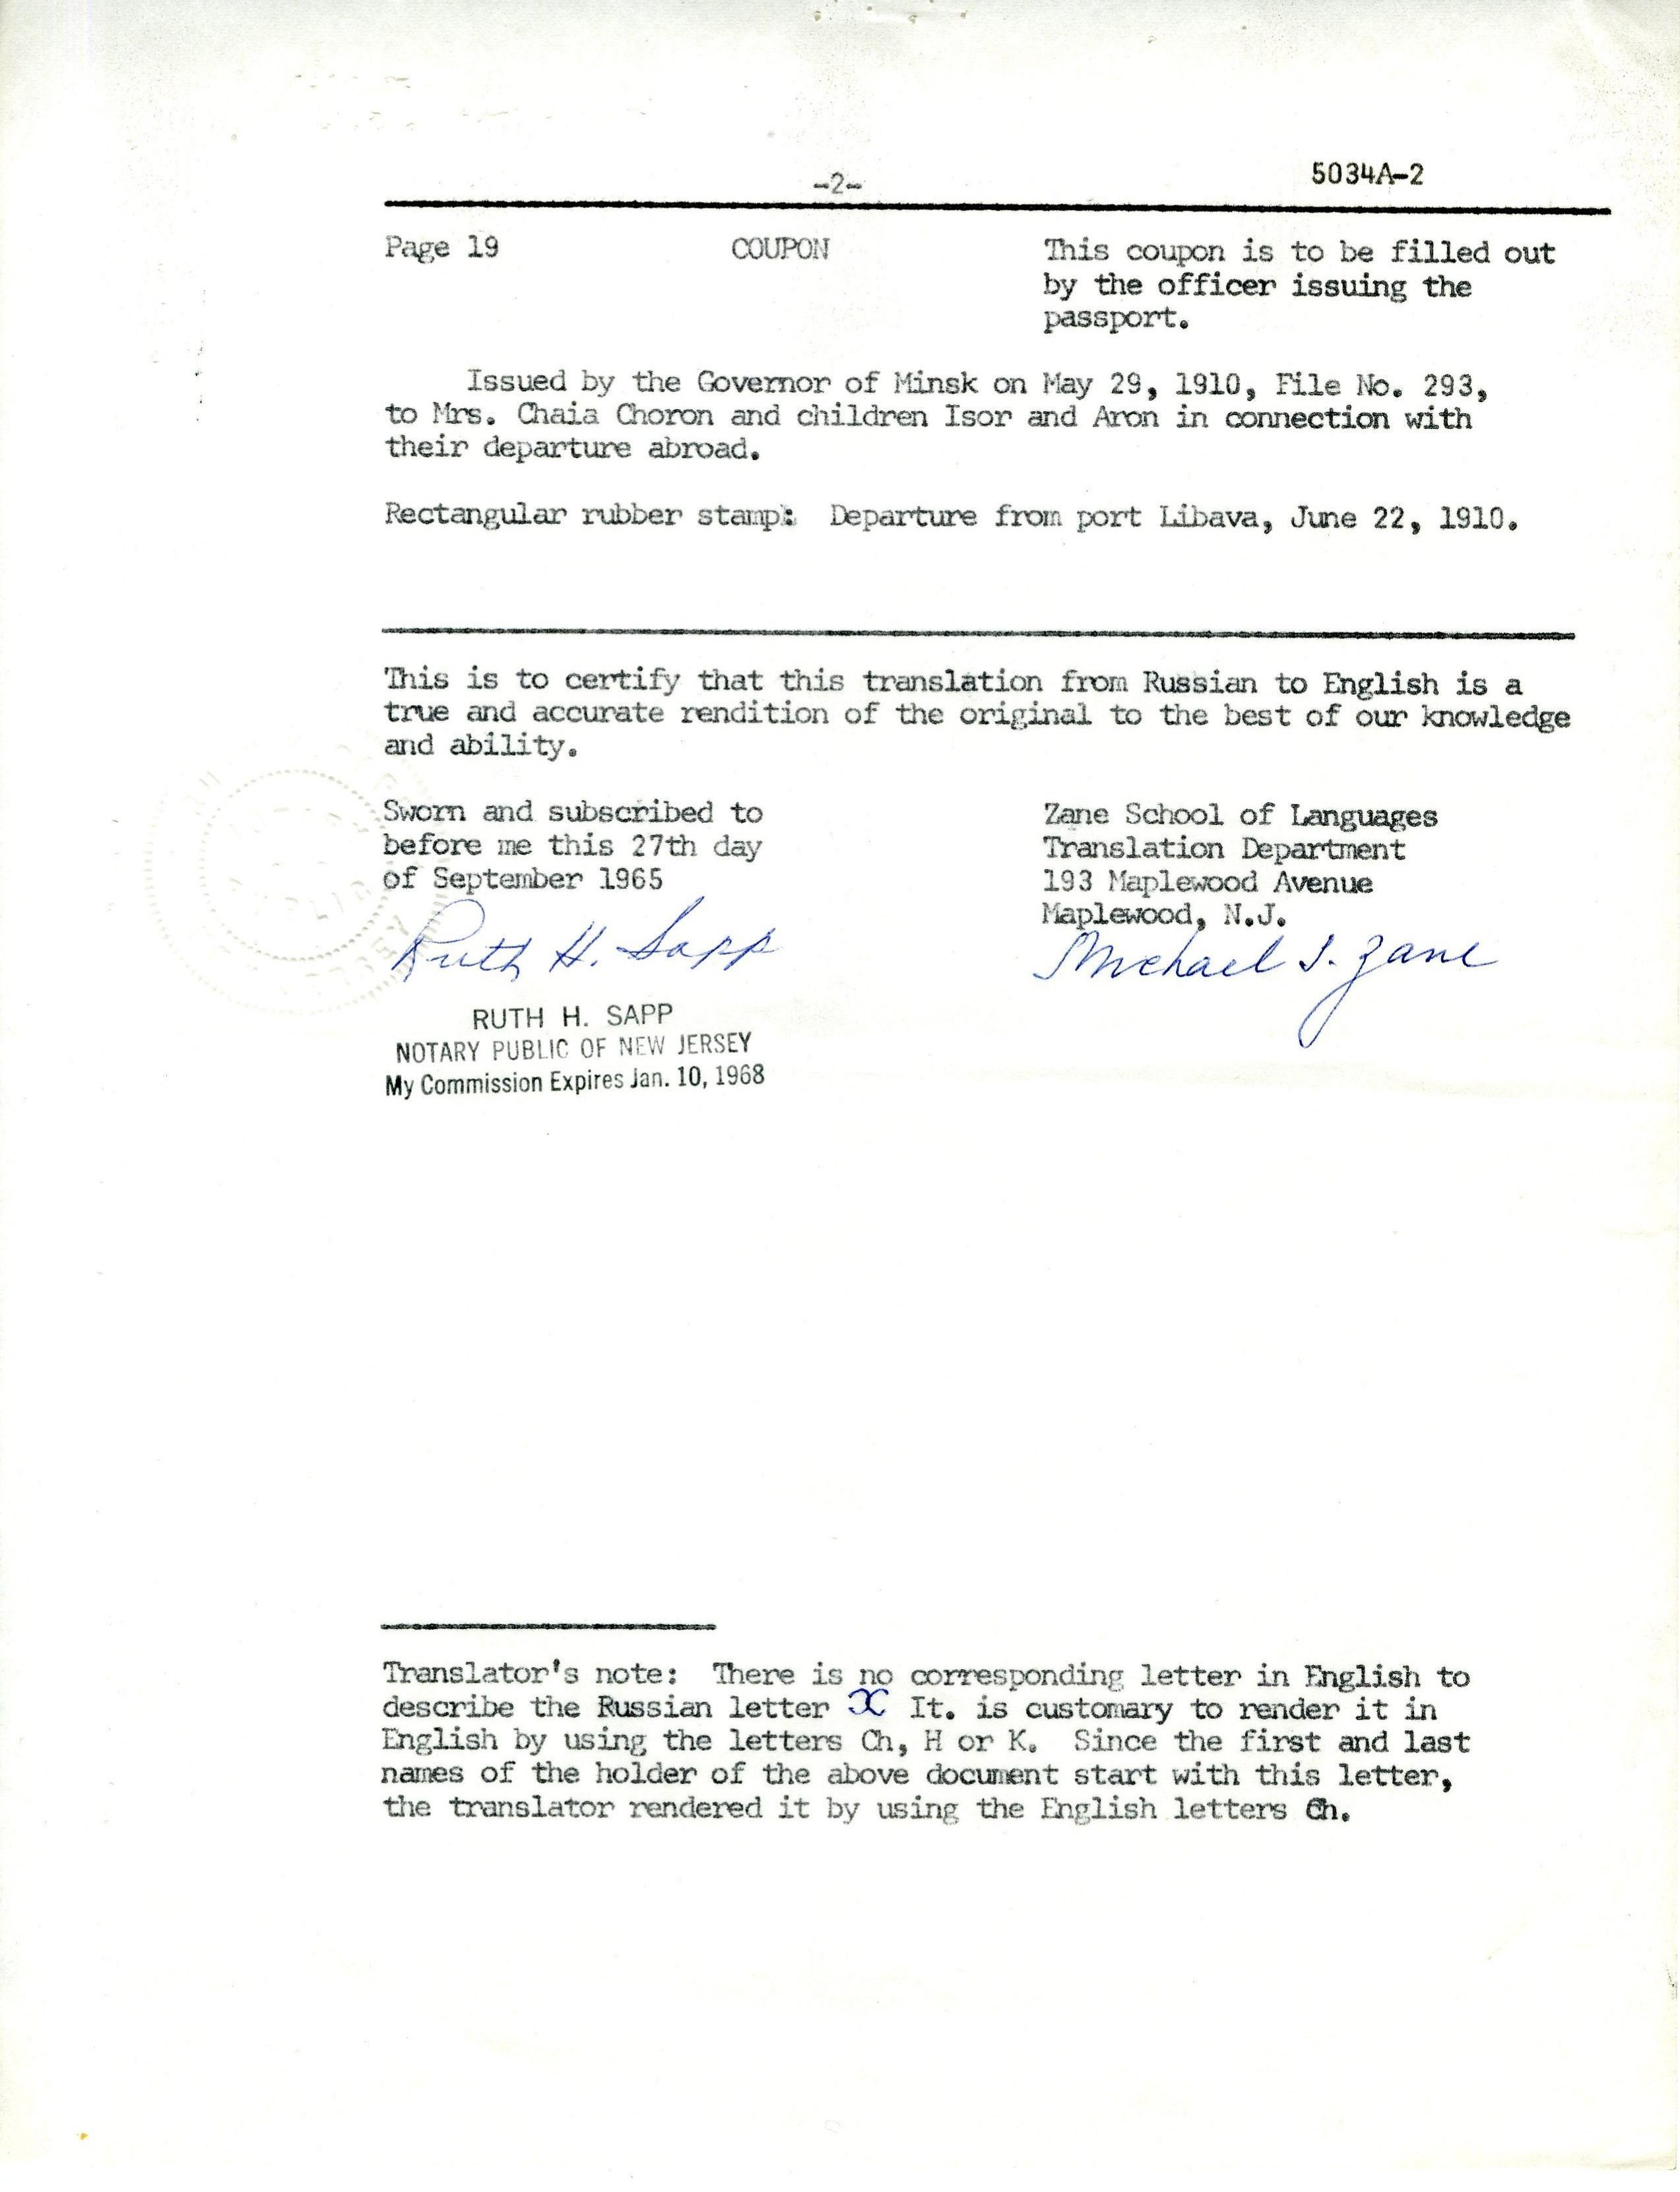 -2-
5034A-2
Page 19 COUPON This coupon is to be filled out
by the officer issuing the
passport.
Issued by the Governor of Minsk on May 29, 1910, File No. 293,
to Mrs. Chaia Choron and children Isor and Aron in connection with
their departure abroad.
Rectangular rubber stamp: Departure from port Libava, June 22, 1910.
This is to certify that this translation from Russian to English is a
true and accurate rendition of the original to the best of our knowledge
and ability.
Sworn and subscribed to
before me this 27th day
of September 1965
Ruth H. Sapp
RUTH H. SAPP
NOTARY PUBLIC OF NEW JERSEY
My Commission Expires Jan. 10, 1968
Zane School of Languages
Translation Department
193 Maplewood Avenue
Maplewood, N.J.
Michael I. Zane
Translator's note: There is no corresponding letter in English to
describe the Russian letter X It. is customary to render it in
English by using the letters Ch, H or K. Since the first and last
names of the holder of the above document start with this letter,
the translator rendered it by using the English letters Ch.